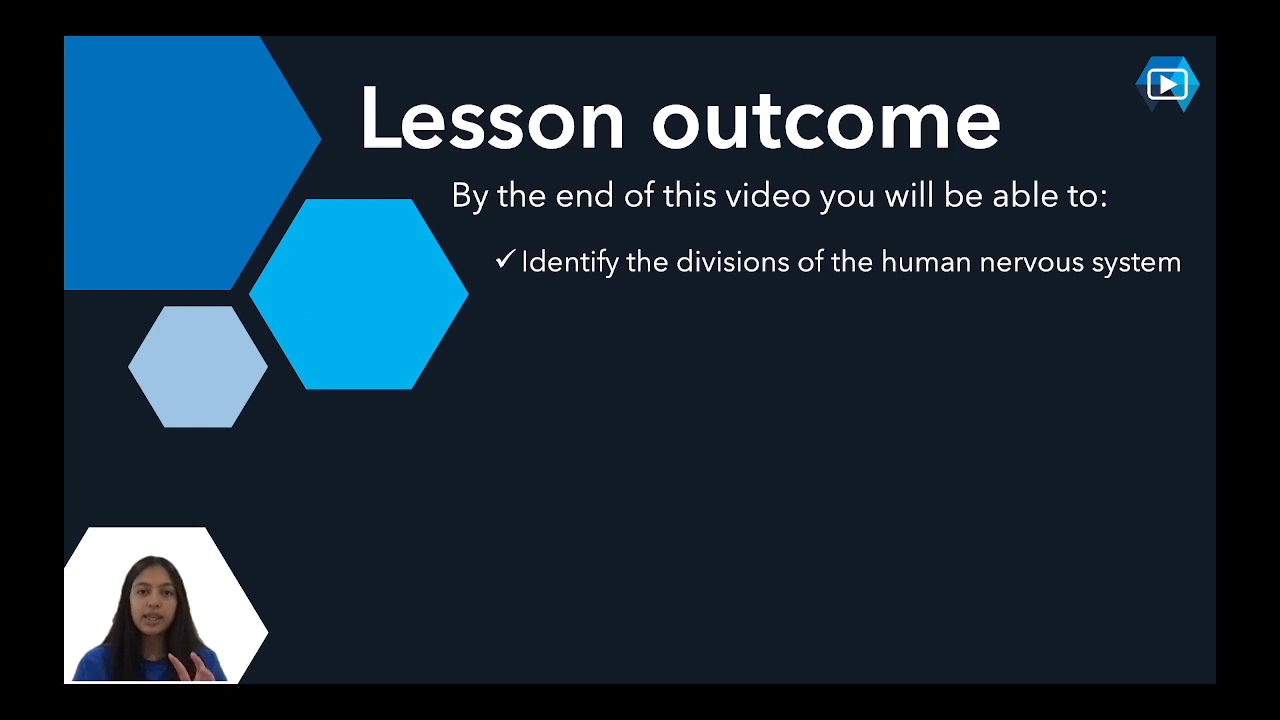 Lesson outcome
By the end of this video you will be able to:
✓ Identify the divisions of the human nervous system